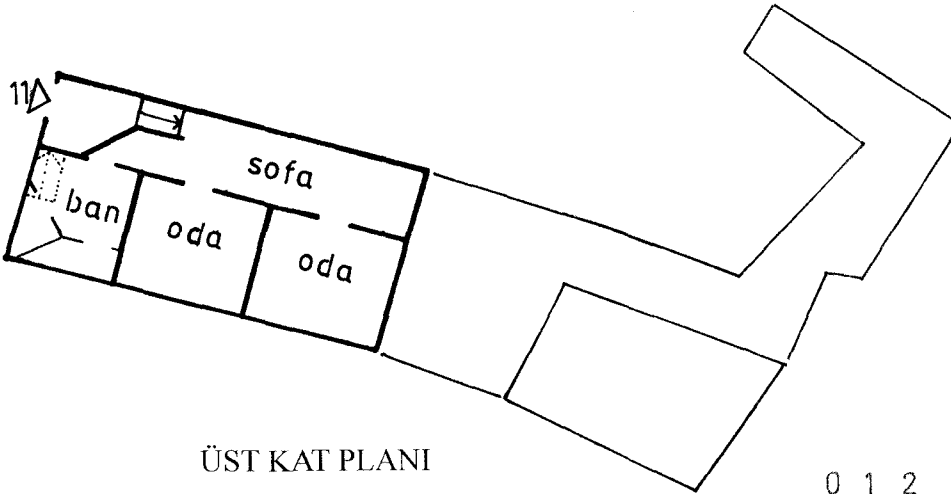 11
sofa
ban
oda
oda
ÜST KAT PLANI
0 1 2